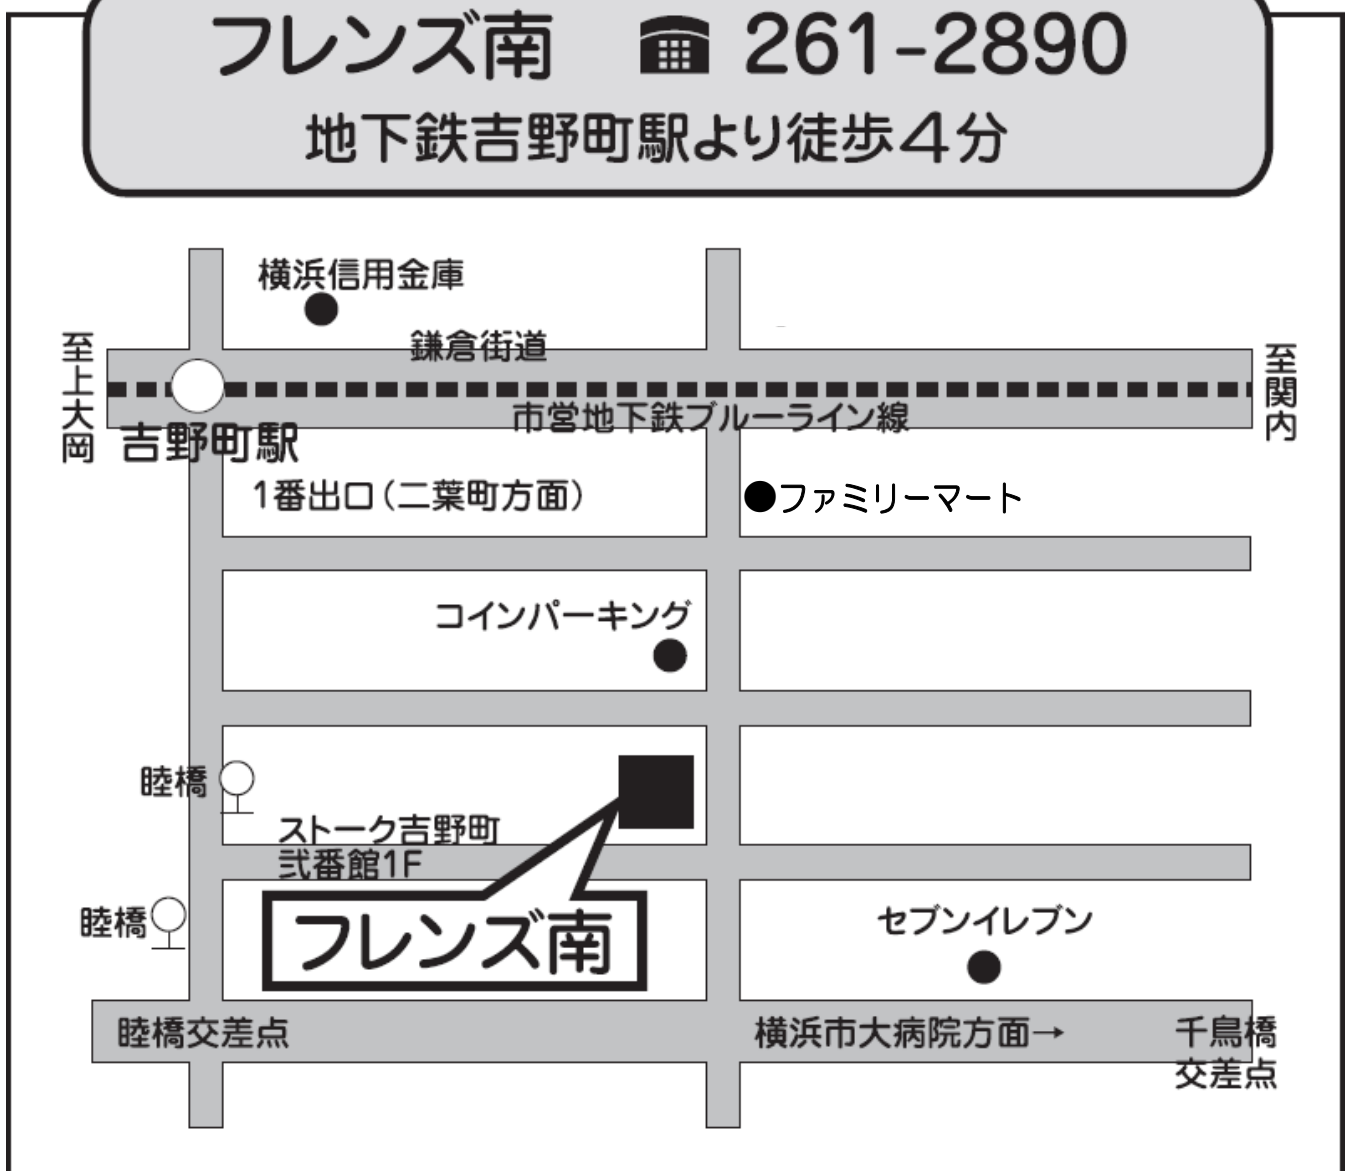 フレンズ南 ☎ 261-2890
地下鉄吉野町駅より徒歩4分
横浜信用金庫
鎌倉街道
至上大岡
至関内
市営地下鉄ブルーライン線
吉野町駅
1番出口（二葉町方面）
ファミリーマート
コインパーキング
睦橋
ストーク吉野町
弐番館1F
睦橋
フレンズ南
セブンイレブン
睦橋交差点
横浜市大病院方面→
千鳥橋
交差点